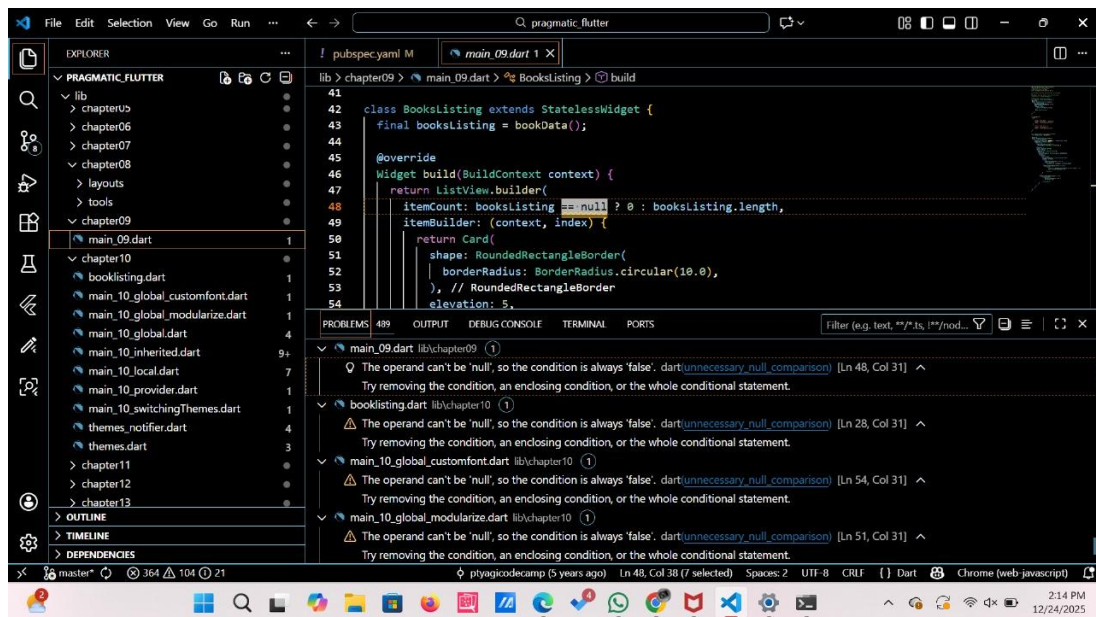 File Edit Selection View Go Run ··· pragmatic_flutter
EXPLORER ···
PRAGMATIC_FLUTTER
lib
chapter05
chapter06
chapter07
chapter08
layouts
tools
chapter09
main_09.dart 1
chapter10
booklisting.dart 1
main_10_global_customfont.dart 1
main_10_global_modularize.dart 1
main_10_global.dart 4
main_10_inherited.dart 9+
main_10_local.dart 7
main_10_provider.dart 1
main_10_switchingThemes.dart 1
themes_notifier.dart 4
themes.dart 3
chapter11
chapter12
chapter13
OUTLINE
TIMELINE
DEPENDENCIES
8
! pubspec.yaml M main_09.dart 1 ···
lib > chapter09 > main_09.dart > BooksListing > build
41
42 class BooksListing extends StatelessWidget {
43 final booksListing = bookData();
44
45 @override
46 Widget build(BuildContext context) {
47 return ListView.builder(
48 itemCount: booksListing == null ? 0 : booksListing.length,
49 itemBuilder: (context, index) {
50 return Card(
51 shape: RoundedRectangleBorder(
52 borderRadius: BorderRadius.circular(10.0),
53 ), // RoundedRectangleBorder
54 elevation: 5,
PROBLEMS 489 OUTPUT DEBUG CONSOLE TERMINAL PORTS Filter (e.g. text, **/*.ts, !**/nod...
main_09.dart lib\chapter09 1
The operand can't be 'null', so the condition is always 'false'. dart(unnecessary_null_comparison) [Ln 48, Col 31]
Try removing the condition, an enclosing condition, or the whole conditional statement.
booklisting.dart lib\chapter10 1
The operand can't be 'null', so the condition is always 'false'. dart(unnecessary_null_comparison) [Ln 28, Col 31]
Try removing the condition, an enclosing condition, or the whole conditional statement.
main_10_global_customfont.dart lib\chapter10 1
The operand can't be 'null', so the condition is always 'false'. dart(unnecessary_null_comparison) [Ln 54, Col 31]
Try removing the condition, an enclosing condition, or the whole conditional statement.
main_10_global_modularize.dart lib\chapter10 1
The operand can't be 'null', so the condition is always 'false'. dart(unnecessary_null_comparison) [Ln 51, Col 31]
Try removing the condition, an enclosing condition, or the whole conditional statement.
master* 364 104 21 ptyagicodecamp (5 years ago) Ln 48, Col 38 (7 selected) Spaces: 2 UTF-8 CRLF {} Dart Chrome (web-javascript)
2:14 PM
12/24/2025